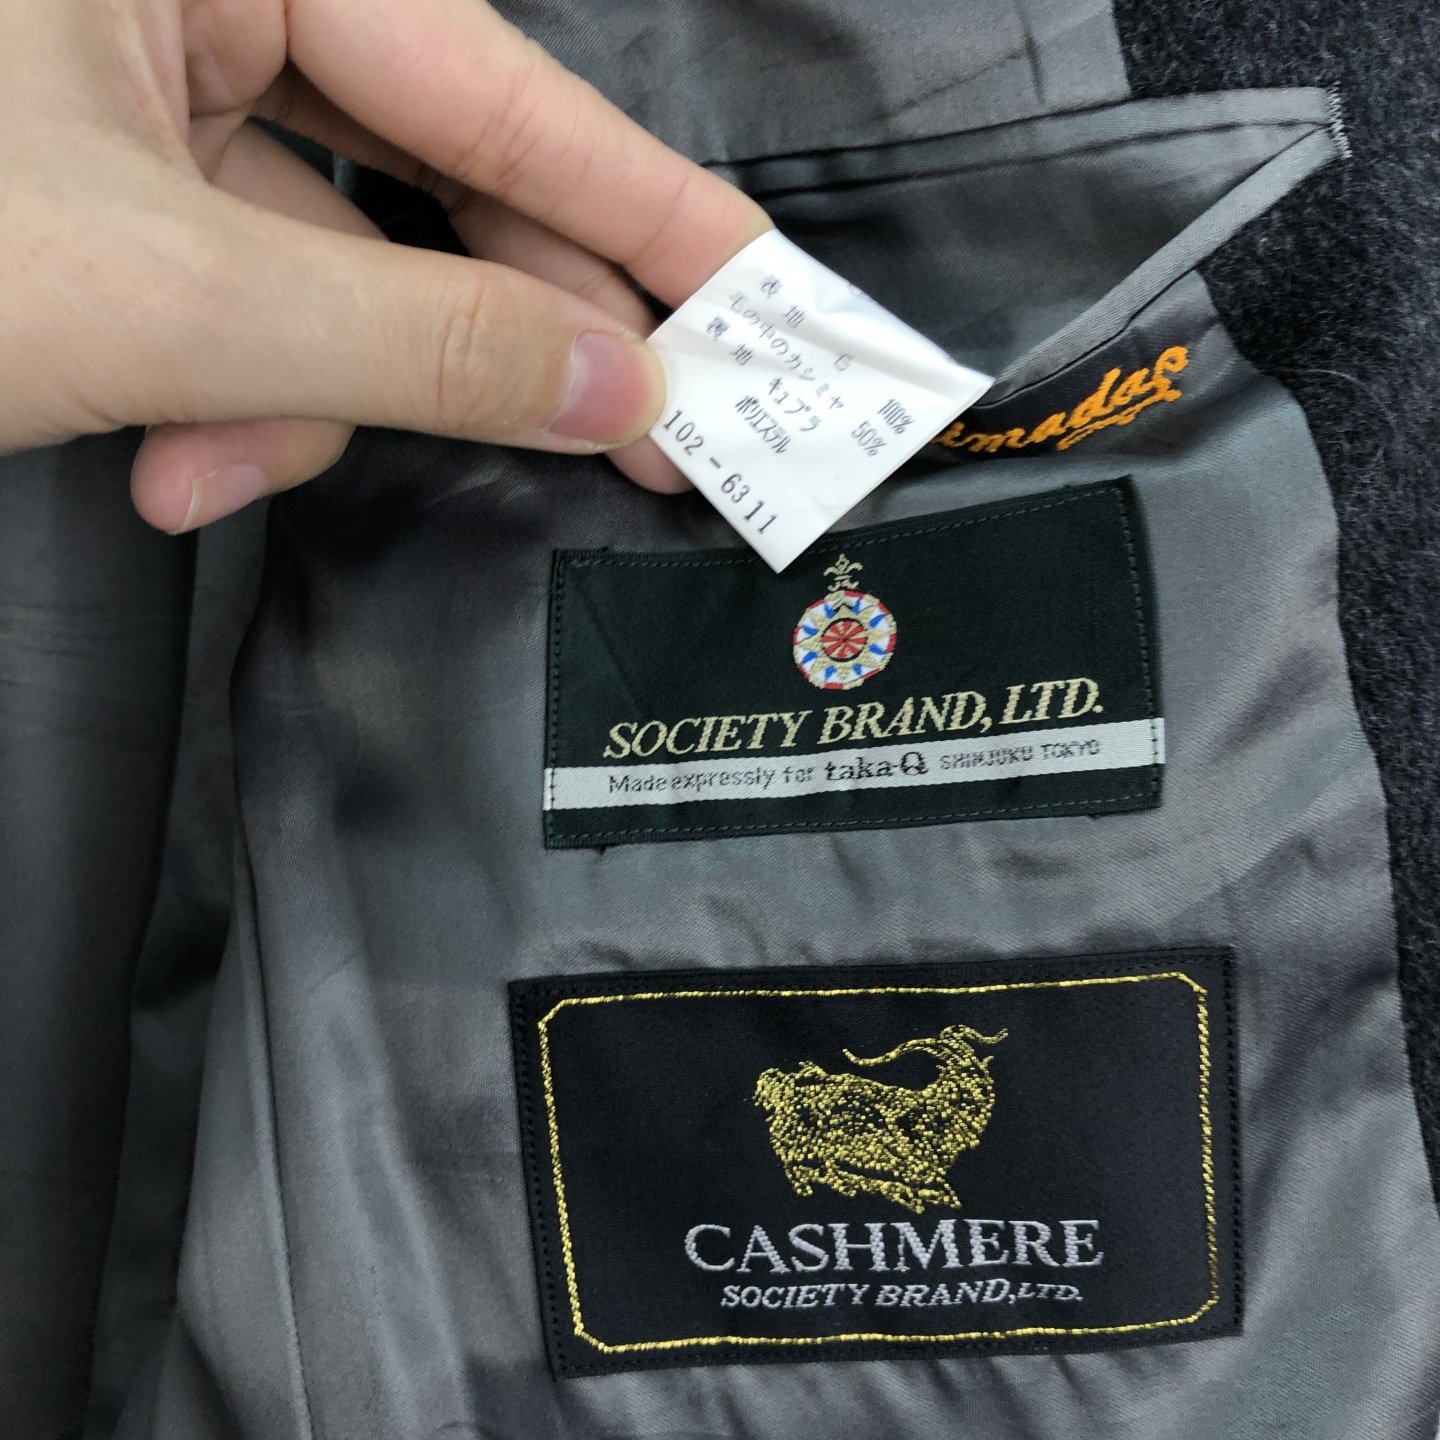 表地 毛 100%
毛の中のカシミヤ 50%
裏地 キュプラ
ポリエステル
102-6311
SOCIETY BRAND, LTD.
Made expressly for taka-Q SHINJUKU TOKYO
CASHMERE
SOCIETY BRAND, LTD.